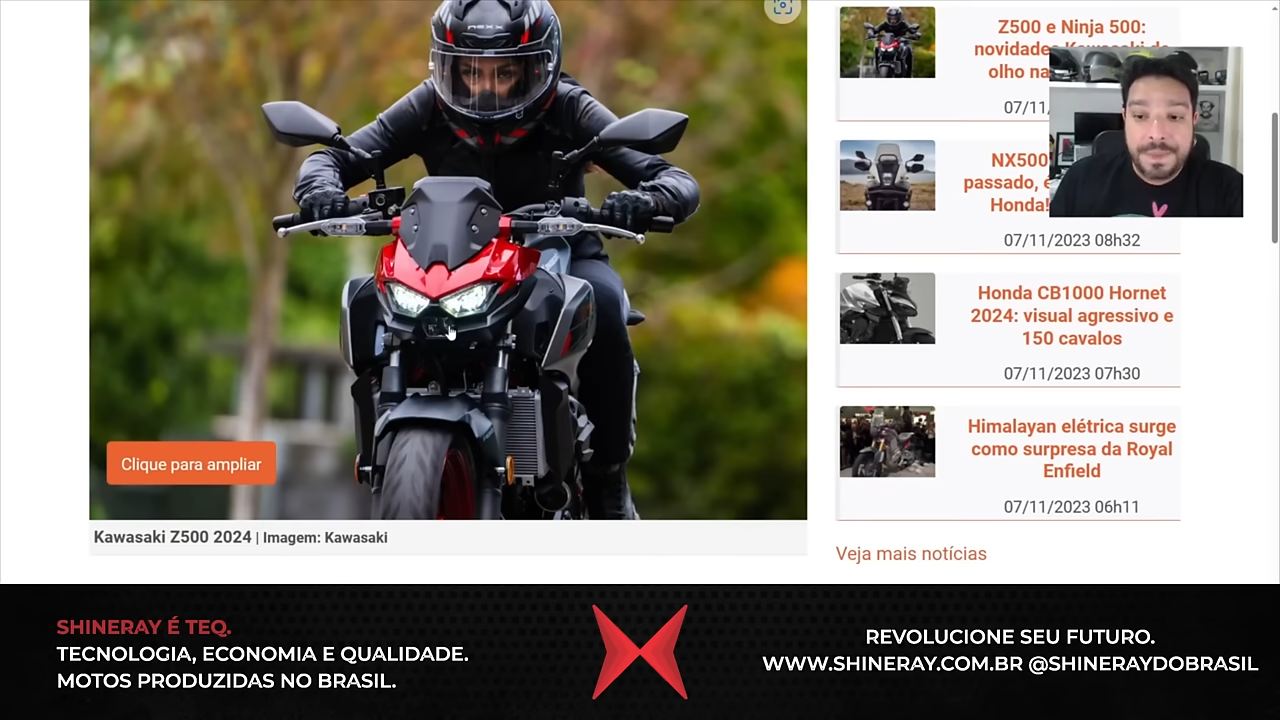 NEXX
Clique para ampliar
Kawasaki Z500 2024 | Imagem: Kawasaki
Z500 e Ninja 500:
novidades Kawasaki de
olho na
07/11/
NX500
passado, e
Honda!
07/11/2023 08h32
Honda CB1000 Hornet
2024: visual agressivo e
150 cavalos
07/11/2023 07h30
Himalayan elétrica surge
como surpresa da Royal
Enfield
07/11/2023 06h11
Veja mais notícias
SHINERAY É TEQ.
TECNOLOGIA, ECONOMIA E QUALIDADE.
MOTOS PRODUZIDAS NO BRASIL.
REVOLUCIONE SEU FUTURO.
WWW.SHINERAY.COM.BR @SHINERAYDOBRASIL